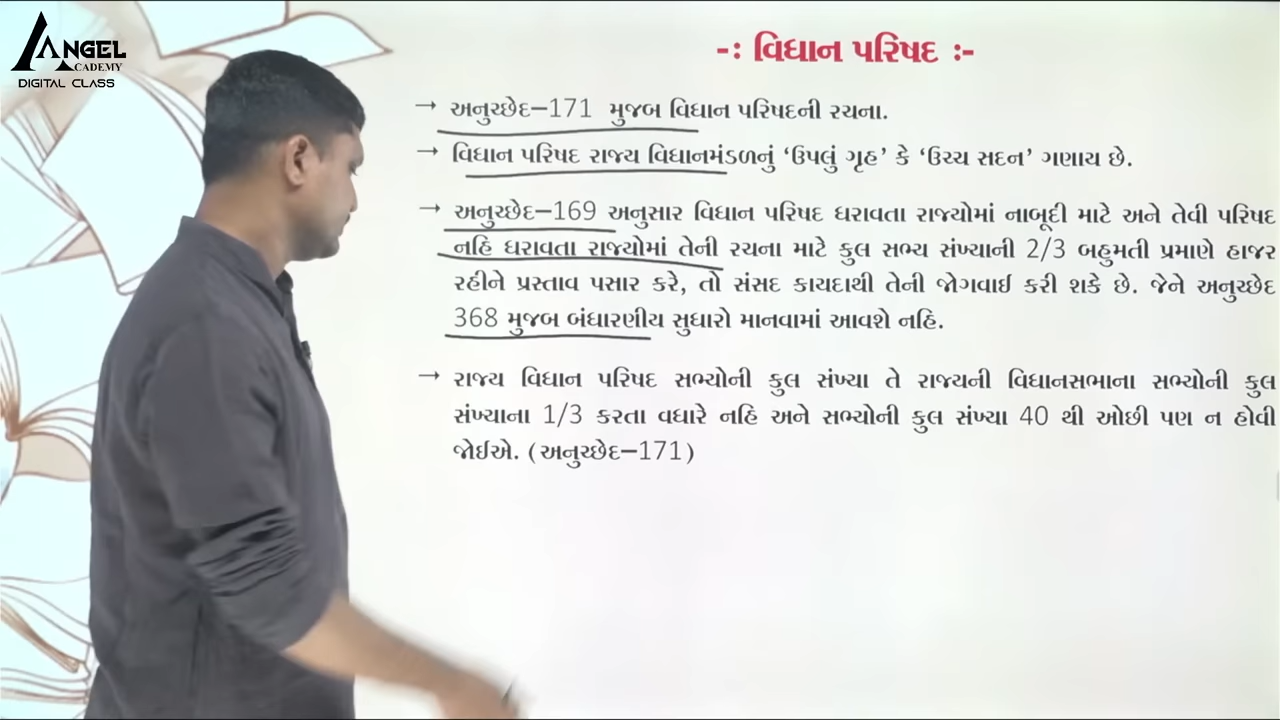 ANGEL
ACADEMY
DIGITAL CLASS
-: વિધાન પરિષદ :-
→ અનુચ્છેદ–171 મુજબ વિધાન પરિષદની રચના.
→ વિધાન પરિષદ રાજ્ય વિધાનમંડળનું ‘ઉપલું ગૃહ’ કે ‘ઉચ્ચ સદન’ ગણાય છે.
→ અનુચ્છેદ–169 અનુસાર વિધાન પરિષદ ધરાવતા રાજ્યોમાં નાબૂદી માટે અને તેવી પરિષદ
નહિ ધરાવતા રાજ્યોમાં તેની રચના માટે કુલ સભ્ય સંખ્યાની 2/3 બહુમતી પ્રમાણે હાજર
રહીને પ્રસ્તાવ પસાર કરે, તો સંસદ કાયદાથી તેની જોગવાઈ કરી શકે છે. જેને અનુચ્છેદ
368 મુજબ બંધારણીય સુધારો માનવામાં આવશે નહિ.
→ રાજ્ય વિધાન પરિષદ સભ્યોની કુલ સંખ્યા તે રાજ્યની વિધાનસભાના સભ્યોની કુલ
સંખ્યાના 1/3 કરતા વધારે નહિ અને સભ્યોની કુલ સંખ્યા 40 થી ઓછી પણ ન હોવી
જોઈએ. (અનુચ્છેદ–171)